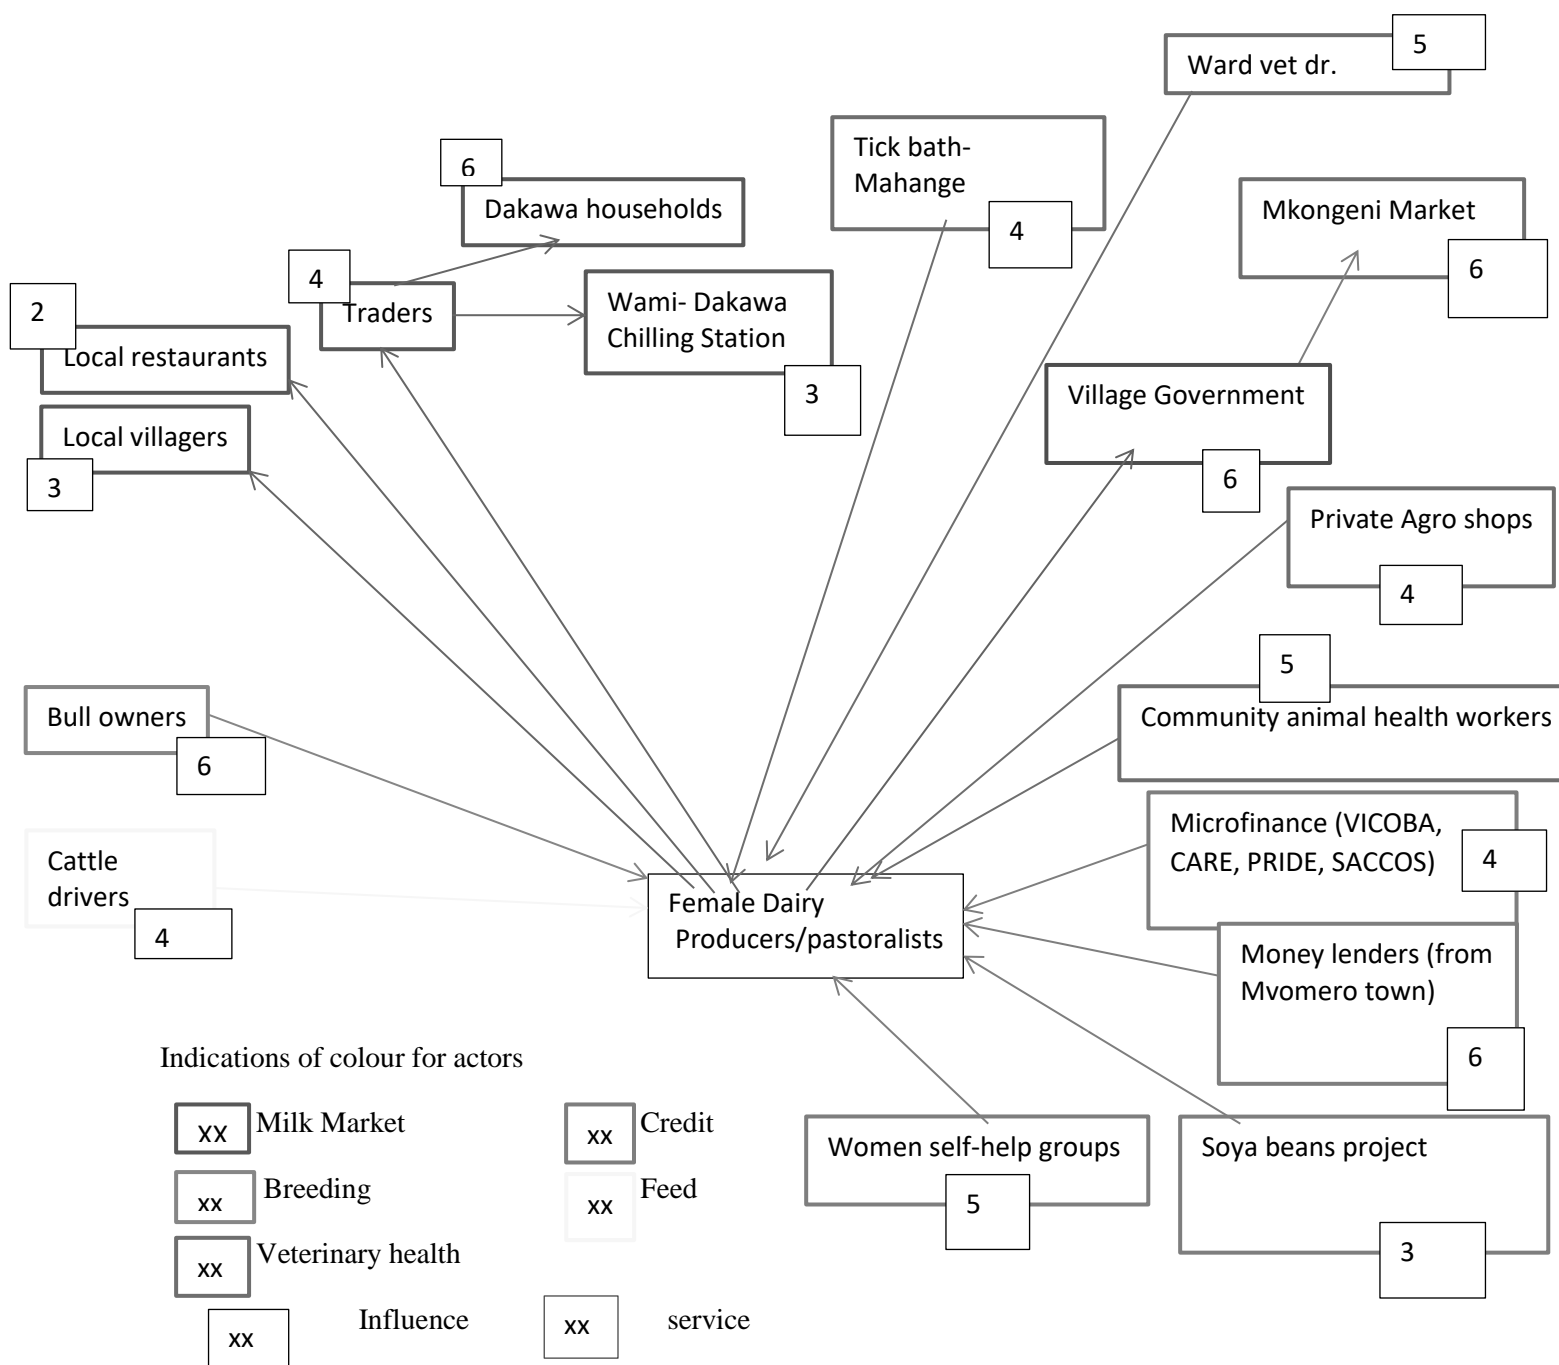 5
Ward vet dr.
Tick bath-
Mahange
4
6
Dakawa households
Mkongeni Market
6
4
Traders
Wami- Dakawa
Chilling Station
3
2
Local restaurants
Local villagers
3
Village Government
6
Private Agro shops
4
5
Community animal health workers
Bull owners
6
Microfinance (VICOBA,
CARE, PRIDE, SACCOS)
4
Cattle
drivers
4
Female Dairy
Producers/pastoralists
Money lenders (from
Mvomero town)
6
Women self-help groups
5
Soya beans project
3
Indications of colour for actors
xx Milk Market
xx Credit
xx Breeding
xx Feed
xx Veterinary health
xx Influence
xx service